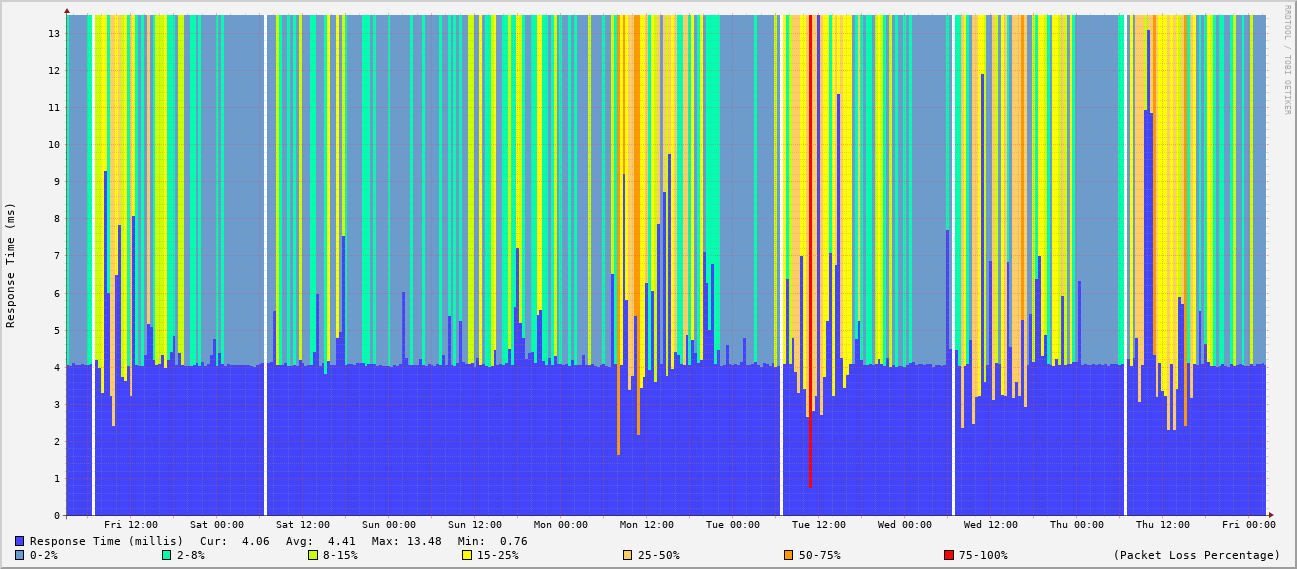 RRDTOOL / TOBI OETIKER
Response Time (ms)
13
12
11
10
9
8
7
6
5
4
3
2
1
0
Fri 12:00 Sat 00:00 Sat 12:00 Sun 00:00 Sun 12:00 Mon 00:00 Mon 12:00 Tue 00:00 Tue 12:00 Wed 00:00 Wed 12:00 Thu 00:00 Thu 12:00 Fri 00:00
Response Time (millis) Cur: 4.06 Avg: 4.41 Max: 13.48 Min: 0.76
0-2% 2-8% 8-15% 15-25% 25-50% 50-75% 75-100% (Packet Loss Percentage)